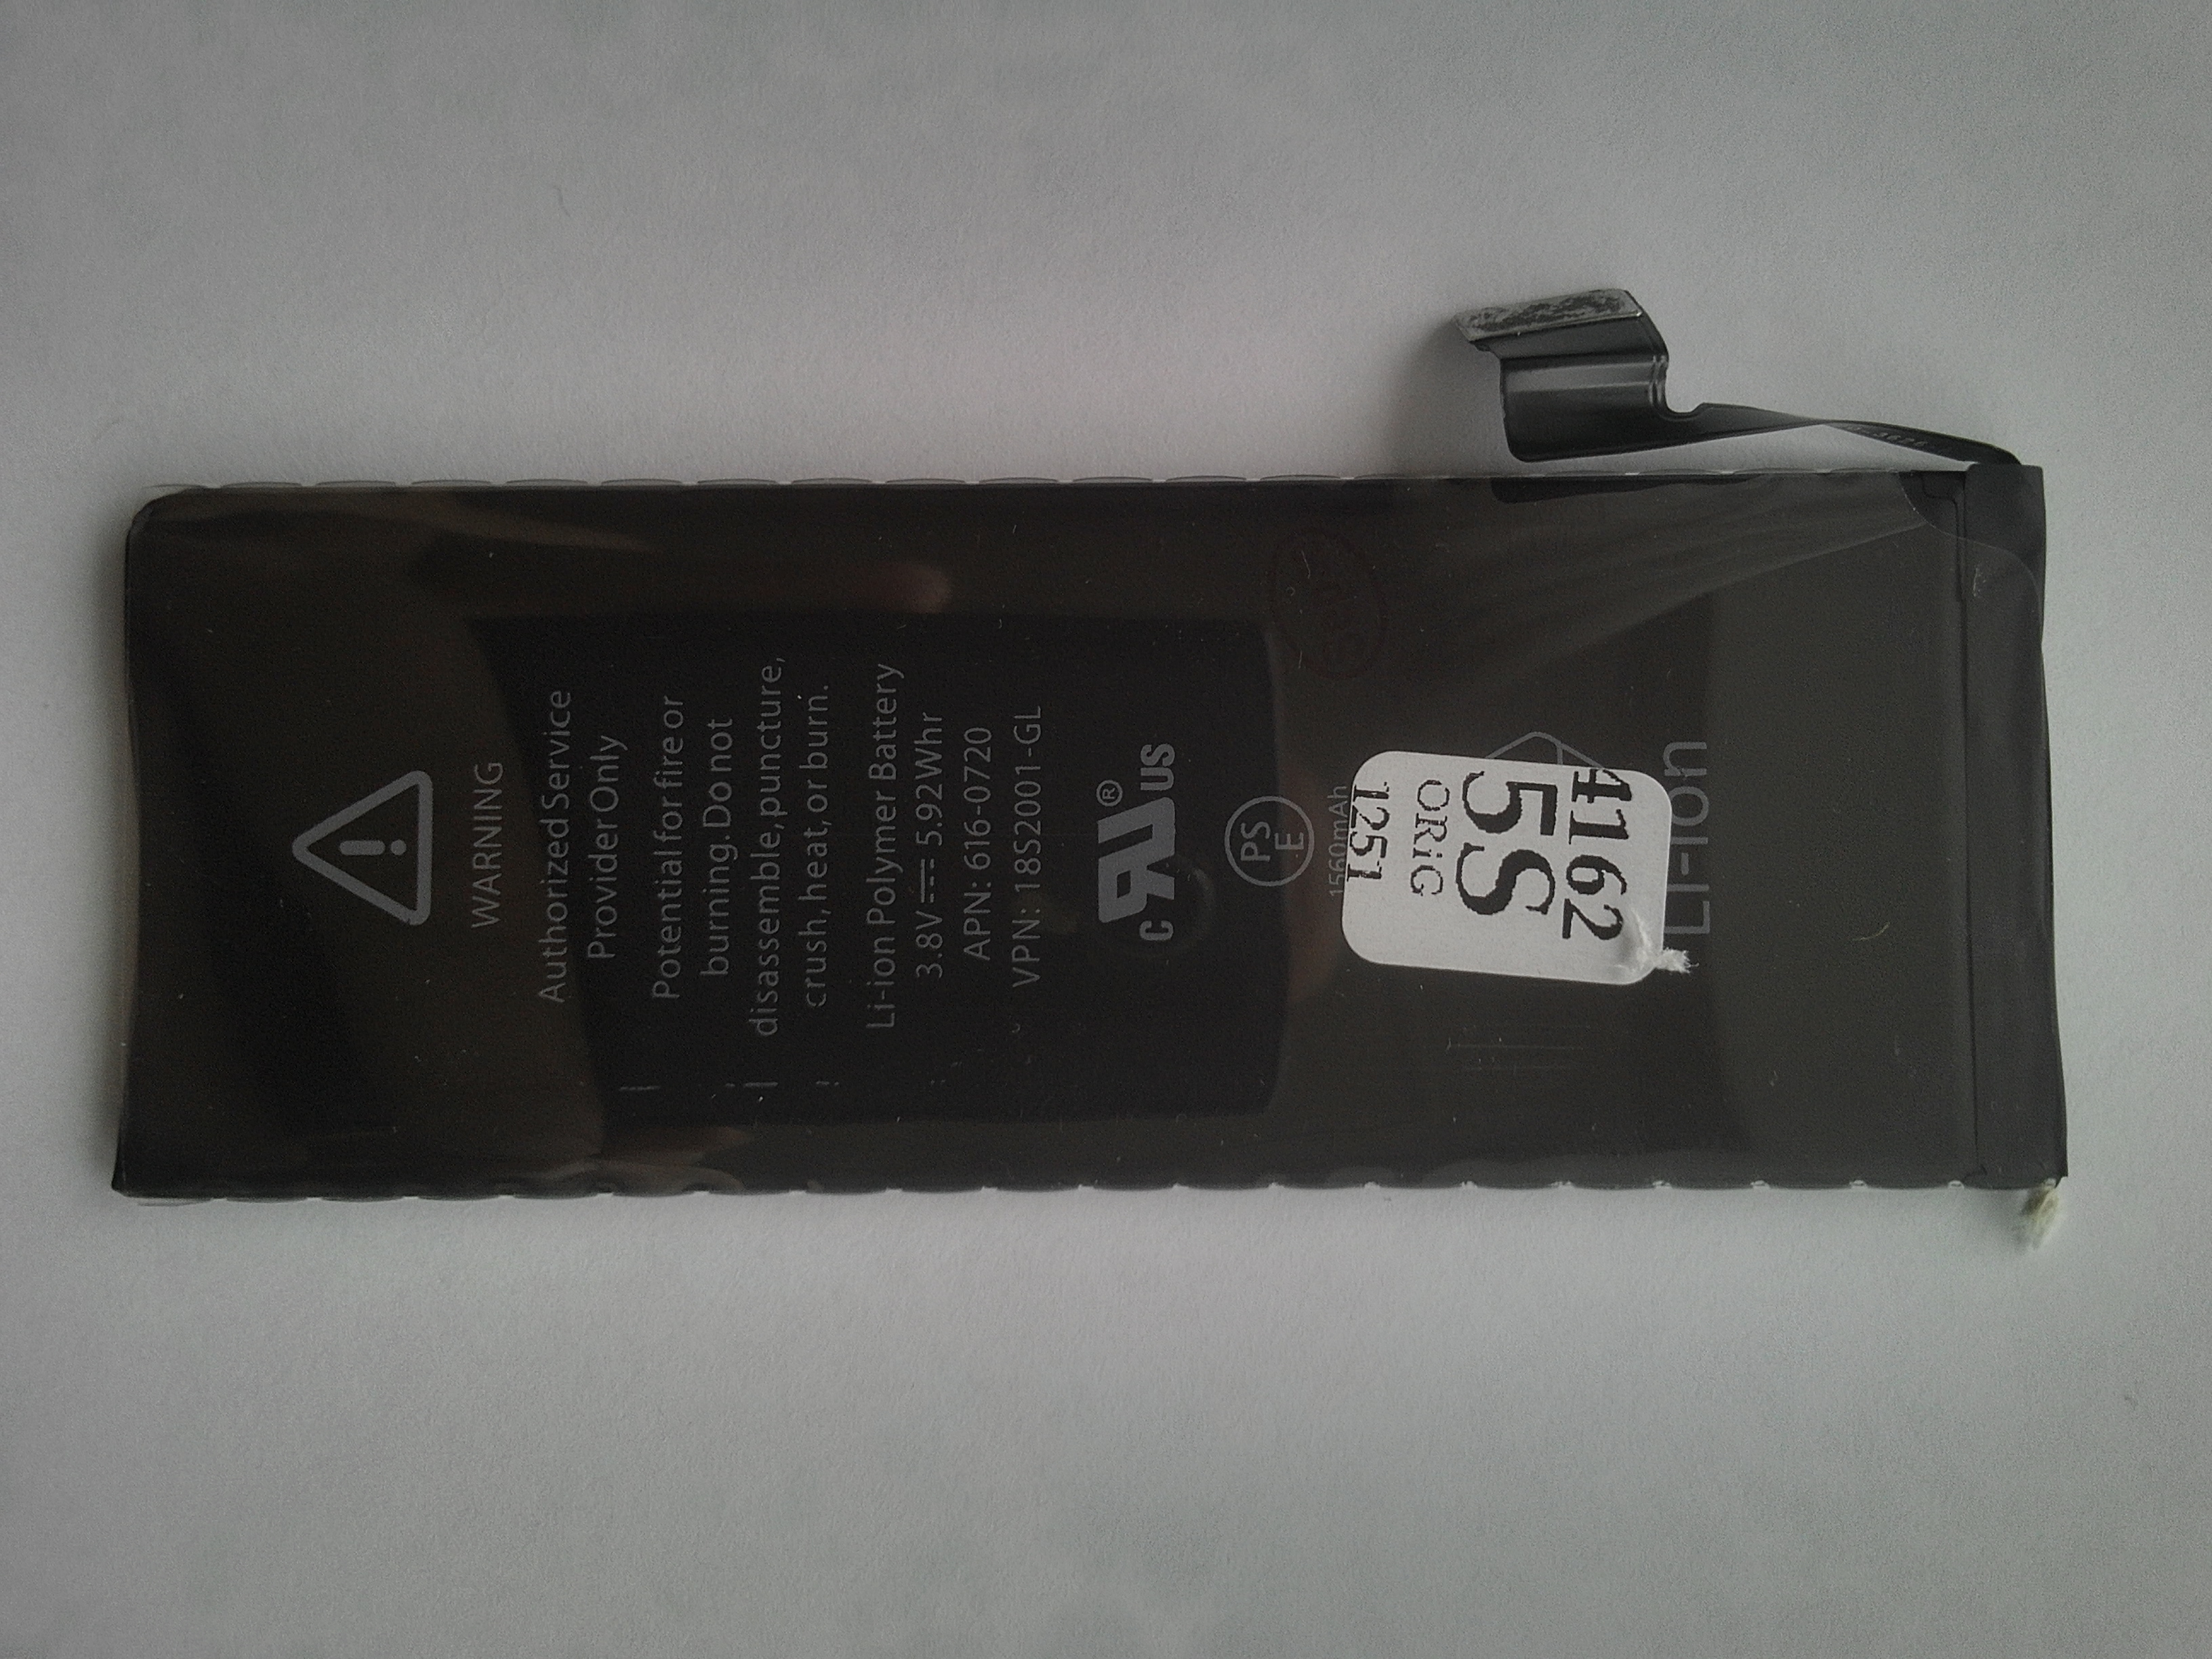 WARNING
Authorized Service
Provider Only
Potential for fire or
burning. Do not
disassemble, puncture,
crush, heat, or burn.
Li-ion Polymer Battery
3.8V⎓5.92Whr
APN: 616-0720
VPN: 18S2001-GL
c RU® US
PS
E
1560mAh
4162
5S
ORiG
1251
Li-ion